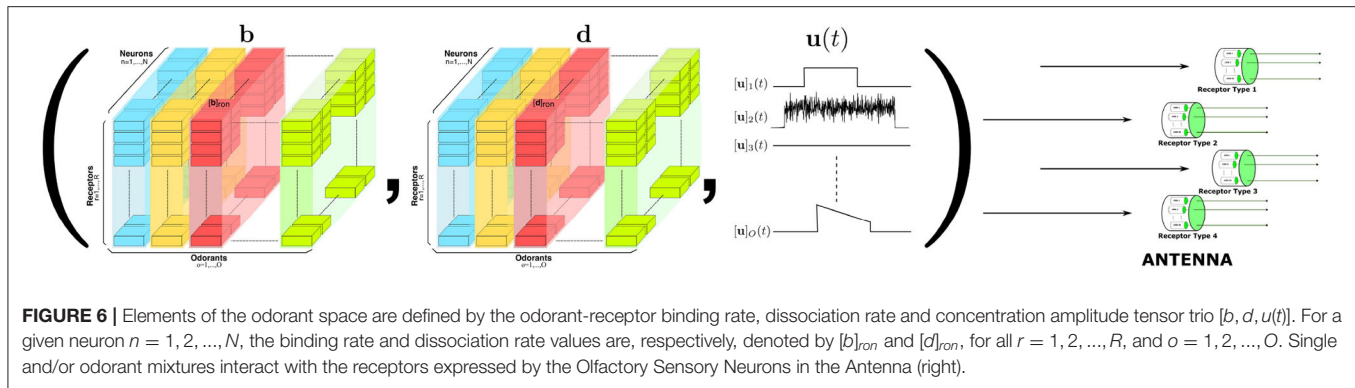 b
d
u(t)
Neurons
n=1,...,N
Neurons
n=1,...,N
[b]ron
[d]ron
Receptors
r=1,...,R
Receptors
r=1,...,R
Odorants
o=1,...,O
Odorants
o=1,...,O
,
,
[u]₁(t)
[u]₂(t)
[u]₃(t)
[u]O(t)
Receptor Type 1
Receptor Type 2
Receptor Type 3
Receptor Type 4
ANTENNA
FIGURE 6 | Elements of the odorant space are defined by the odorant-receptor binding rate, dissociation rate and concentration amplitude tensor trio [b, d, u(t)]. For a
given neuron n = 1, 2, ..., N, the binding rate and dissociation rate values are, respectively, denoted by [b]ron and [d]ron, for all r = 1, 2, ..., R, and o = 1, 2, ..., O. Single
and/or odorant mixtures interact with the receptors expressed by the Olfactory Sensory Neurons in the Antenna (right).